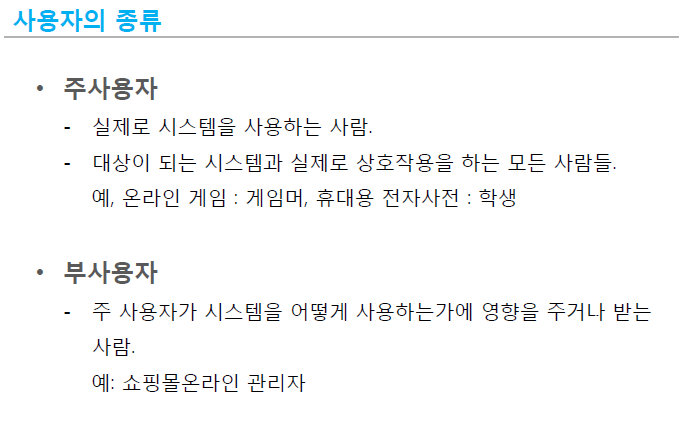 사용자의 종류
• 주사용자
- 실제로 시스템을 사용하는 사람.
- 대상이 되는 시스템과 실제로 상호작용을 하는 모든 사람들.
예, 온라인 게임 : 게임머, 휴대용 전자사전 : 학생
• 부사용자
- 주 사용자가 시스템을 어떻게 사용하는가에 영향을 주거나 받는
사람.
예: 쇼핑몰온라인 관리자